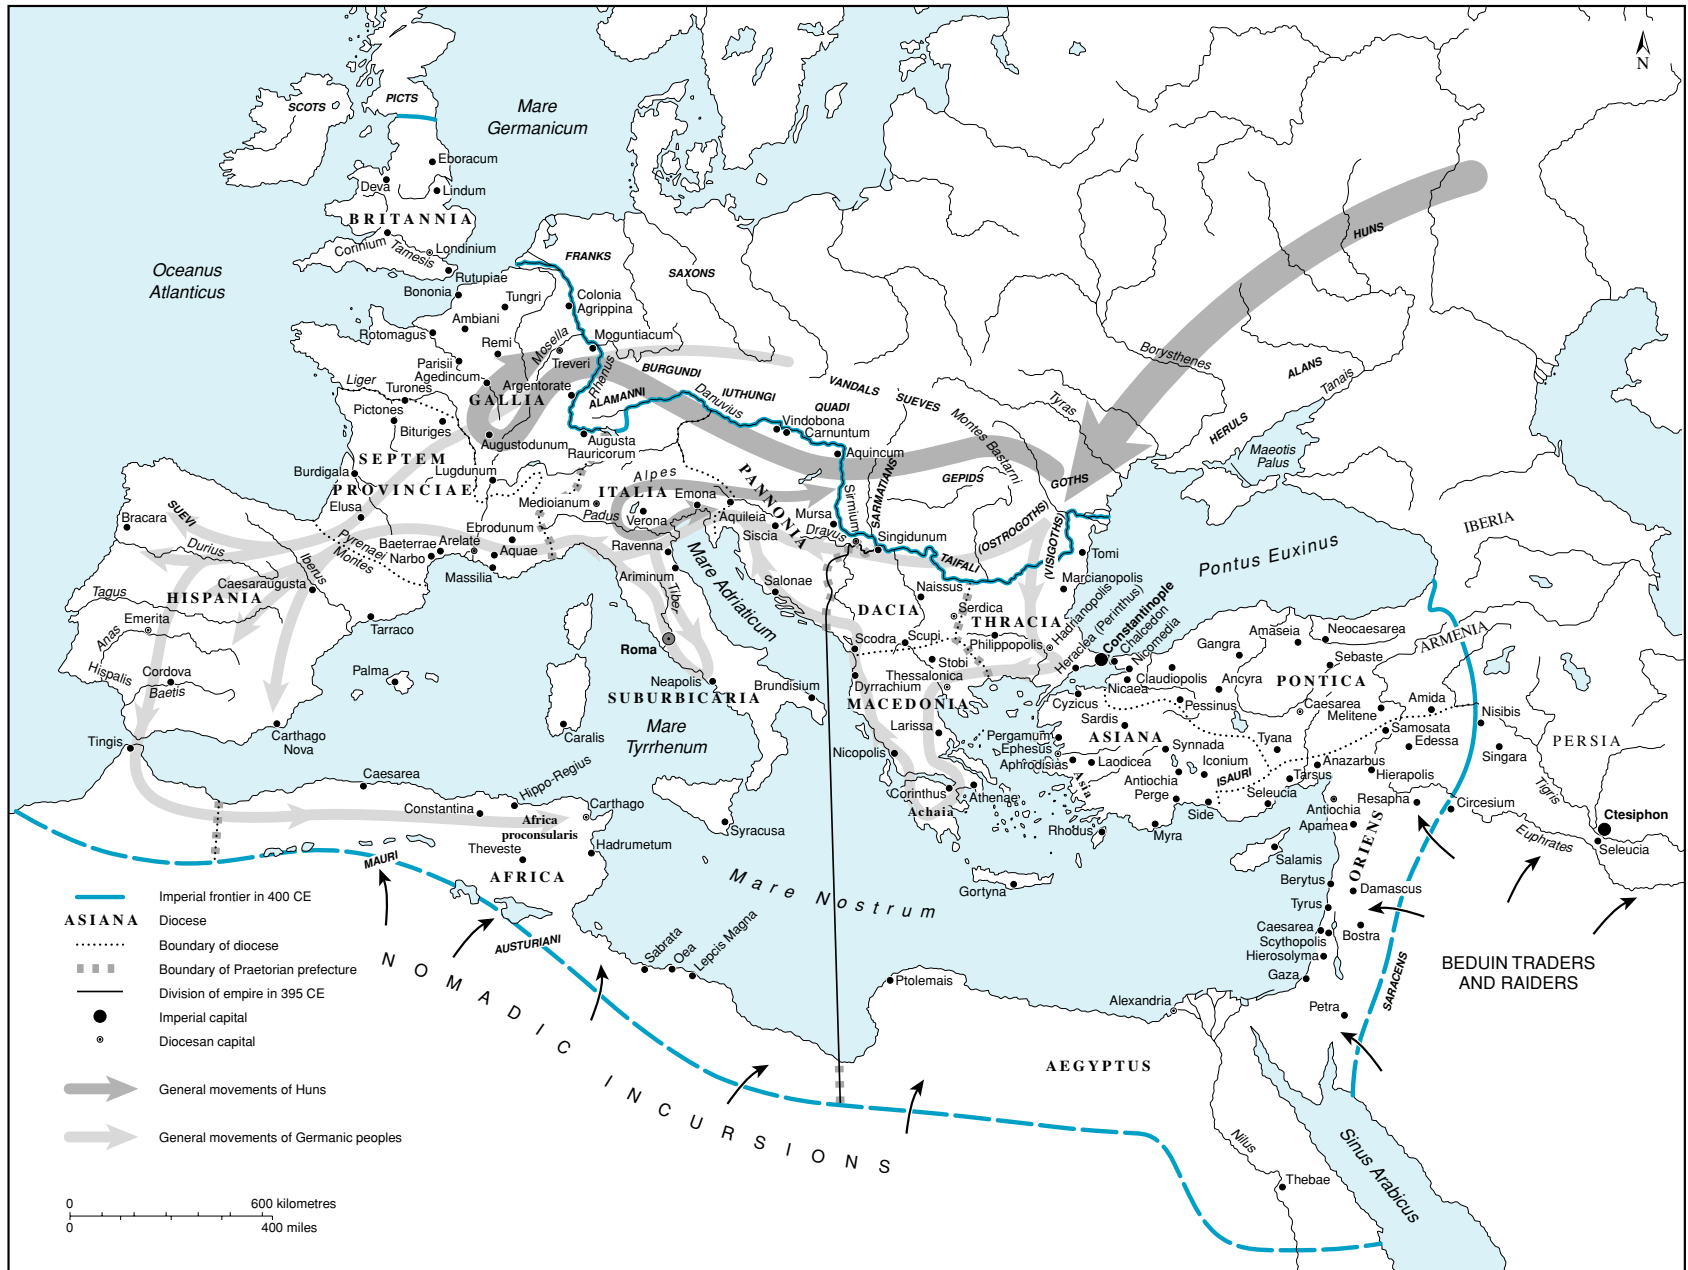 N
SCOTS
PICTS
Mare
Germanicum
Eboracum
Deva
Lindum
BRITANNIA
Corinium
Tamesis
Londinium
Rutupiae
Bononia
Oceanus
Atlanticus
FRANKS
SAXONS
HUNS
Tungri
Colonia
Agrippina
Ambiani
Rotomagus
Remi
Mosella
Moguntiacum
Treveri
Parisii
Agedincum
Argentorate
Rhenus
BURGUNDI
ALAMANNI
Danuvius
IUTHUNGI
VANDALS
QUADI
SUEVES
Montes Bastarni
Tyras
Borysthenes
ALANS
Tanais
HERULS
Maeotis
Palus
Liger
Turones
GALLIA
Pictones
Bituriges
Augustodunum
Augusta
Rauricorum
Vindobona
Carnuntum
Aquincum
SEPTEM
PROVINCIAE
Burdigala
Lugdunum
Elusa
Alpes
ITALIA
Medioianum
Padus
Verona
Emona
Aquileia
PANNONIA
Siscia
Mursa
Dravus
Sirmium
SARMATIANS
GEPIDS
GOTHS
(OSTROGOTHS)
(VISIGOTHS)
TAIFALI
Singidunum
Tomi
IBERIA
Pontus Euxinus
SUEVI
Bracara
Durius
Pyrenaei
Montes
Iberus
Ebrodunum
Baeterrae
Arelate
Narbo
Aquae
Massilia
Ravenna
Ariminum
Tiber
Mare Adriaticum
Salonae
Caesaraugusta
HISPANIA
Tagus
Emerita
Anas
Hispalis
Cordova
Baetis
Tarraco
Palma
Roma
Neapolis
SUBURBICARIA
Brundisium
Mare
Tyrrhenum
Caralis
Naissus
DACIA
Serdica
THRACIA
Marcianopolis
Hadrianopolis
Heraclea (Perinthus)
Constantinople
Chalcedon
Nicomedia
Scodra
Scupi
Philippopolis
Stobi
Thessalonica
Dyrrachium
MACEDONIA
Larissa
Nicopolis
Corinthus
Athenae
Achaia
Gangra
Amaseia
Neocaesarea
ARMENIA
Sebaste
Claudiopolis
Nicaea
Ancyra
PONTICA
Cyzicus
Pessinus
Caesarea
Melitene
Amida
Nisibis
Sardis
Pergamum
Ephesus
ASIANA
Aphrodisias
Laodicea
Asia
Synnada
Iconium
Tyana
Samosata
Edessa
PERSIA
Singara
Antiochia
ISAURI
Anazarbus
Tarsus
Hierapolis
Perge
Side
Seleucia
Antiochia
Resapha
Circesium
Tigris
Ctesiphon
Seleucia
Euphrates
Rhodus
Myra
Apamea
ORIENS
Salamis
Berytus
Damascus
Tyrus
Caesarea
Scythopolis
Bostra
Hierosolyma
Gaza
Petra
SARACENS
BEDUIN TRADERS
AND RAIDERS
Carthago
Nova
Tingis
Caesarea
Hippo-Regius
Constantina
Carthago
Africa
proconsularis
Theveste
Hadrumetum
AFRICA
MAURI
AUSTURIANI
Syracusa
Mare Nostrum
Gortyna
Sabrata
Oea
Lepcis Magna
Ptolemais
Alexandria
AEGYPTUS
Nilus
Thebae
Sinus Arabicus
NOMADIC INCURSIONS
Imperial frontier in 400 CE
ASIANA Diocese
Boundary of diocese
Boundary of Praetorian prefecture
Division of empire in 395 CE
Imperial capital
Diocesan capital
General movements of Huns
General movements of Germanic peoples
0 600 kilometres
0 400 miles